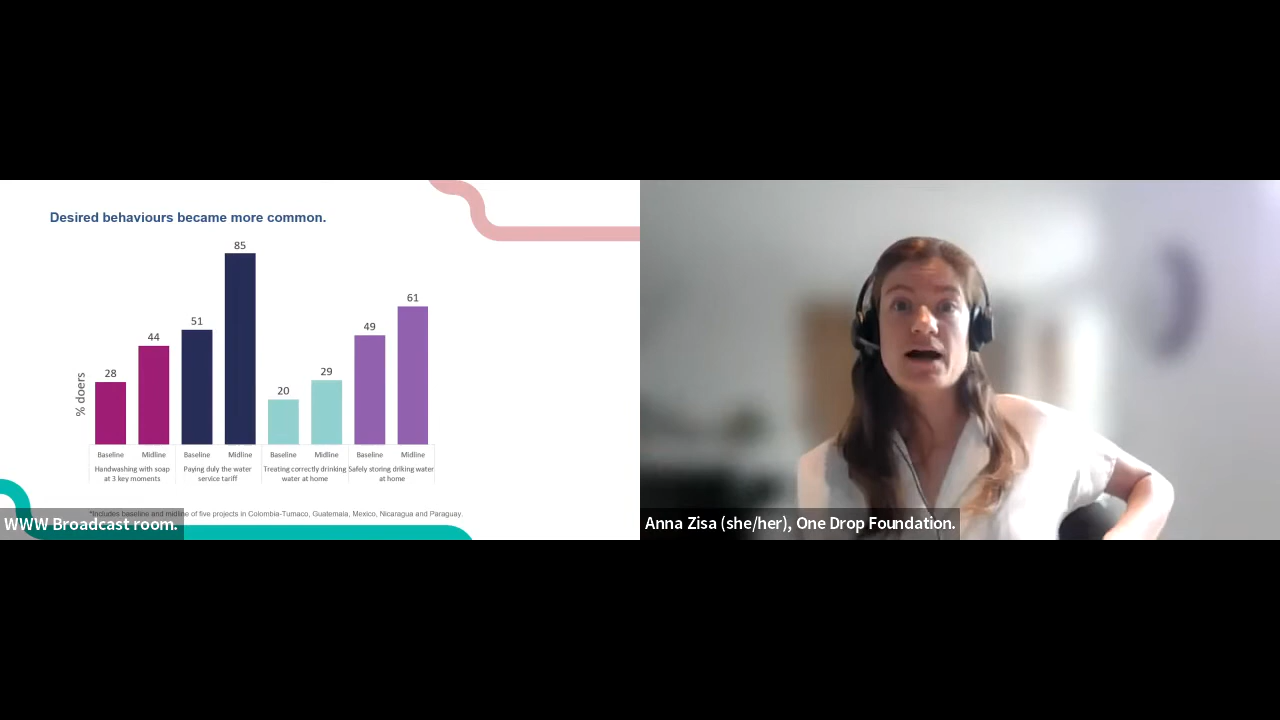 Desired behaviours became more common.
% doers
28
44
51
85
20
29
49
61
Baseline Midline Baseline Midline Baseline Midline Baseline Midline
Handwashing with soap
at 3 key moments
Paying duly the water
service tariff
Treating correctly drinking
water at home
Safely storing driking water
at home
*Includes baseline and midline of five projects in Colombia-Tumaco, Guatemala, Mexico, Nicaragua and Paraguay.
WWW Broadcast room.
Anna Zisa (she/her), One Drop Foundation.